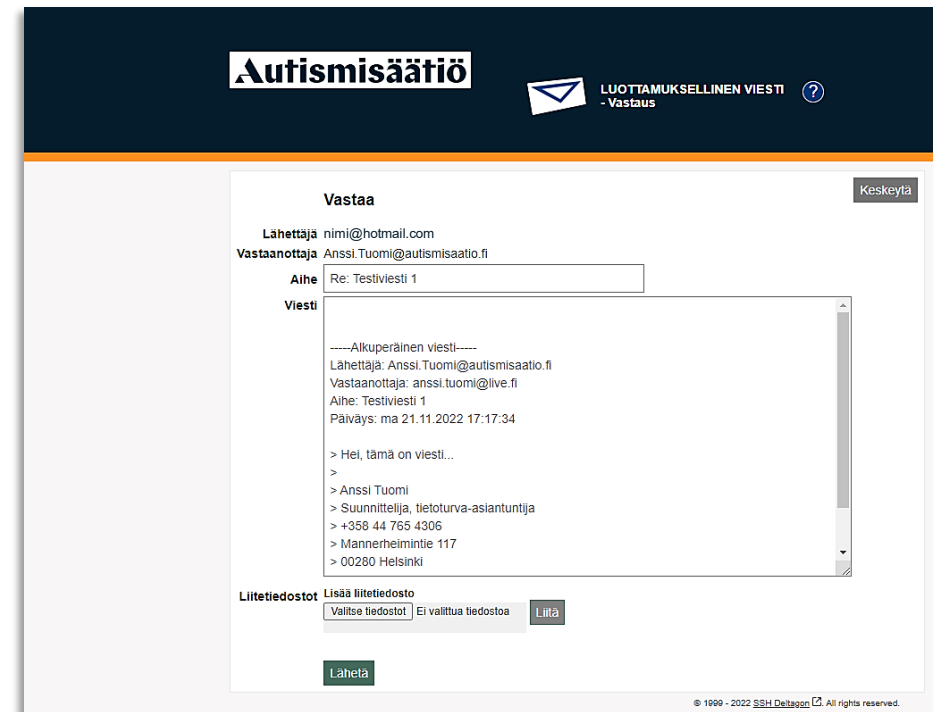 Autismisäätiö
LUOTTAMUKSELLINEN VIESTI
- Vastaus
?
Keskeytä
Vastaa
Lähettäjä nimi@hotmail.com
Vastaanottaja Anssi.Tuomi@autismisaatio.fi
Aihe Re: Testiviesti 1
Viesti
-----Alkuperäinen viesti-----
Lähettäjä: Anssi.Tuomi@autismisaatio.fi
Vastaanottaja: anssi.tuomi@live.fi
Aihe: Testiviesti 1
Päiväys: ma 21.11.2022 17:17:34
> Hei, tämä on viesti...
>
> Anssi Tuomi
> Suunnittelija, tietoturva-asiantuntija
> +358 44 765 4306
> Mannerheimintie 117
> 00280 Helsinki
Liitetiedostot Lisää liitetiedosto
Valitse tiedostot Ei valittua tiedostoa Liitä
Lähetä
© 1999 - 2022 SSH Deltagon. All rights reserved.